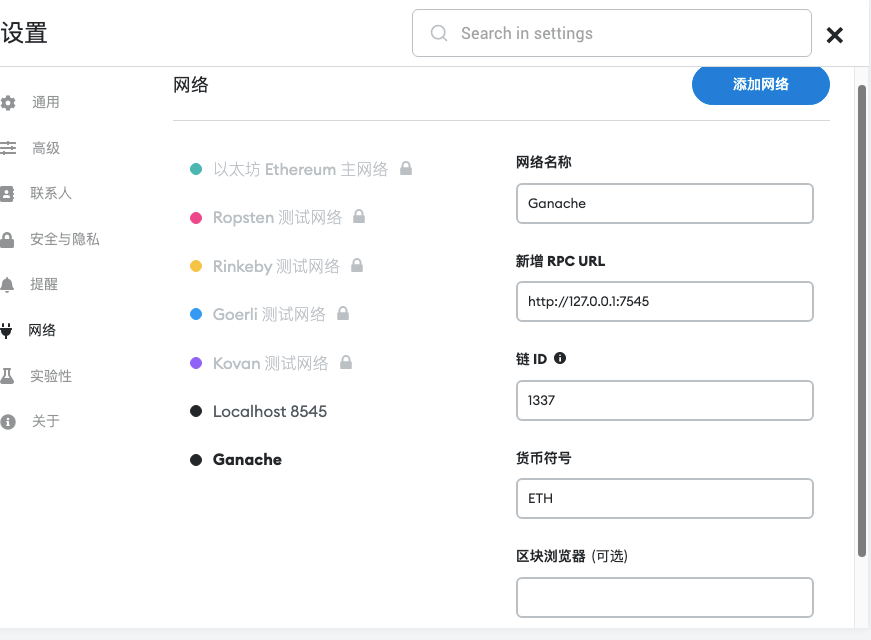 设置
Search in settings
通用
高级
联系人
安全与隐私
提醒
网络
实验性
关于
网络
添加网络
以太坊 Ethereum 主网络
Ropsten 测试网络
Rinkeby 测试网络
Goerli 测试网络
Kovan 测试网络
Localhost 8545
Ganache
网络名称
Ganache
新增 RPC URL
http://127.0.0.1:7545
链 ID
1337
货币符号
ETH
区块浏览器 (可选)